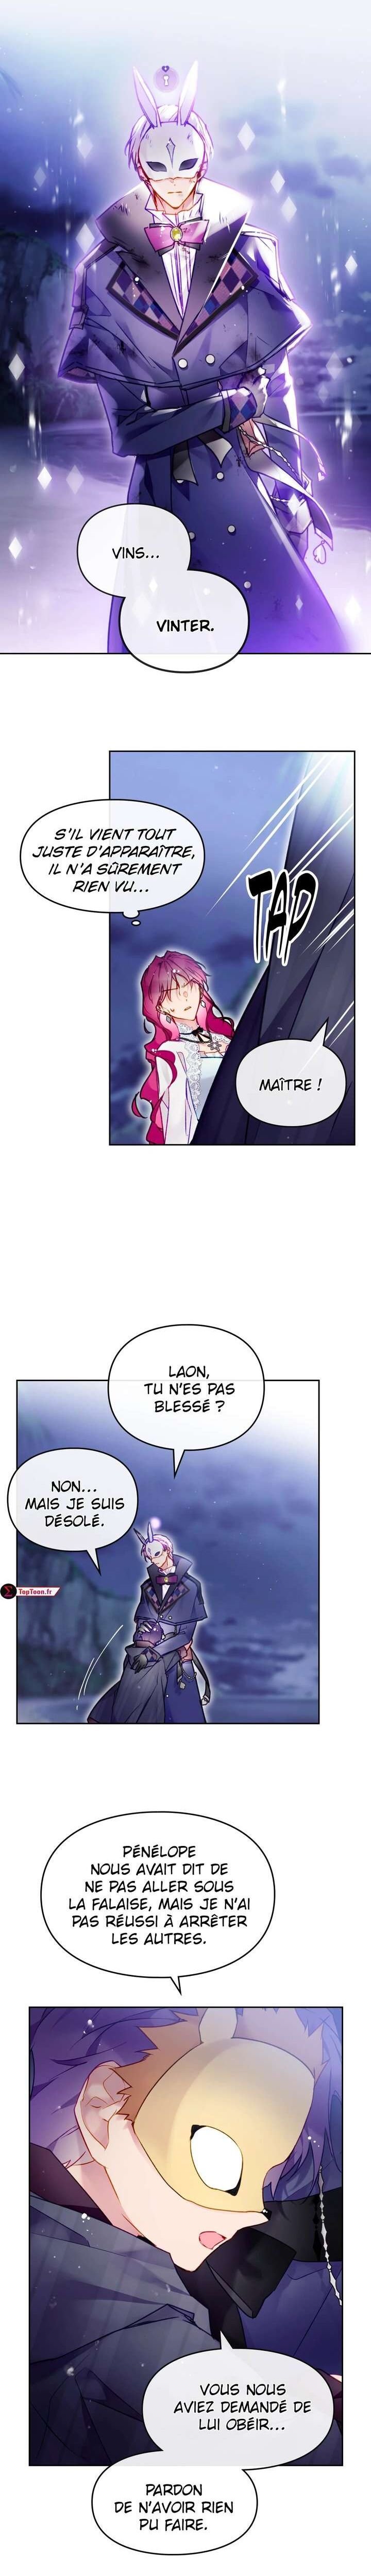 VINS...
VINTER.
S'IL VIENT TOUT
JUSTE D'APPARAÎTRE,
IL N'A SÛREMENT
RIEN VU...
TAP
MAÎTRE !
LAON,
TU N'ES PAS
BLESSÉ ?
NON...
MAIS JE SUIS
DÉSOLÉ.
TopToon.fr
PÉNÉLOPE
NOUS AVAIT DIT DE
NE PAS ALLER SOUS
LA FALAISE, MAIS JE N'AI
PAS RÉUSSI À ARRÊTER
LES AUTRES.
VOUS NOUS
AVIEZ DEMANDÉ DE
LUI OBÉIR...
PARDON
DE N'AVOIR RIEN
PU FAIRE.